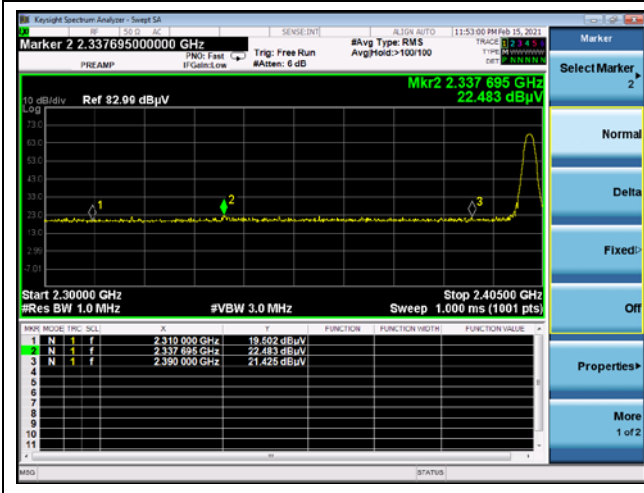 Keysight Spectrum Analyzer - Swept SA
RF 50 Ω AC SENSE:INT ALIGN AUTO 11:53:00 PM Feb 15, 2021
Marker 2 2.337695000000 GHz
PREAMP
PNO: Fast
IFGain:Low
Trig: Free Run
#Atten: 6 dB
#Avg Type: RMS
Avg|Hold:>100/100
TRACE 1 2 3 4 5 6
TYPE
DET P N N N N N
Mkr2 2.337 695 GHz
22.483 dBµV
10 dB/div Ref 82.99 dBµV
Log
73.0
63.0
53.0
43.0
33.0
23.0
13.0
2.99
-7.01
1
2
3
Start 2.30000 GHz
Stop 2.40500 GHz
#Res BW 1.0 MHz
#VBW 3.0 MHz
Sweep 1.000 ms (1001 pts)
MKR MODE TRC SCL X Y FUNCTION FUNCTION WIDTH FUNCTION VALUE
1 N 1 f 2.310 000 GHz 19.502 dBµV
2 N 1 f 2.337 695 GHz 22.483 dBµV
3 N 1 f 2.390 000 GHz 21.425 dBµV
4
5
6
7
8
9
10
11
MSG
STATUS
Marker
Select Marker
2
Normal
Delta
Fixed
Off
Properties
More
1 of 2